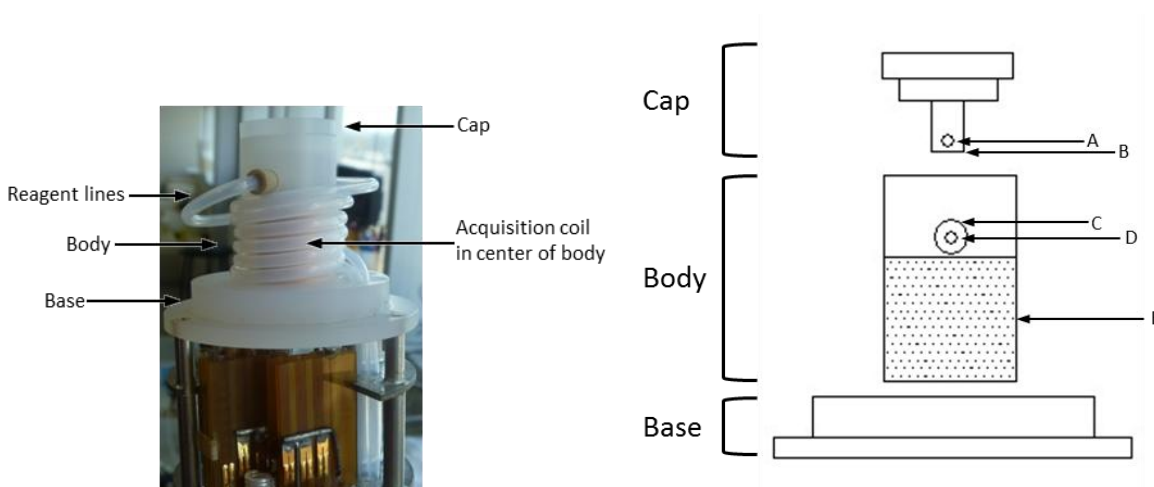 Cap
Reagent lines
Body
Acquisition coil
in center of body
Base
Cap
A
B
C
D
Body
Base